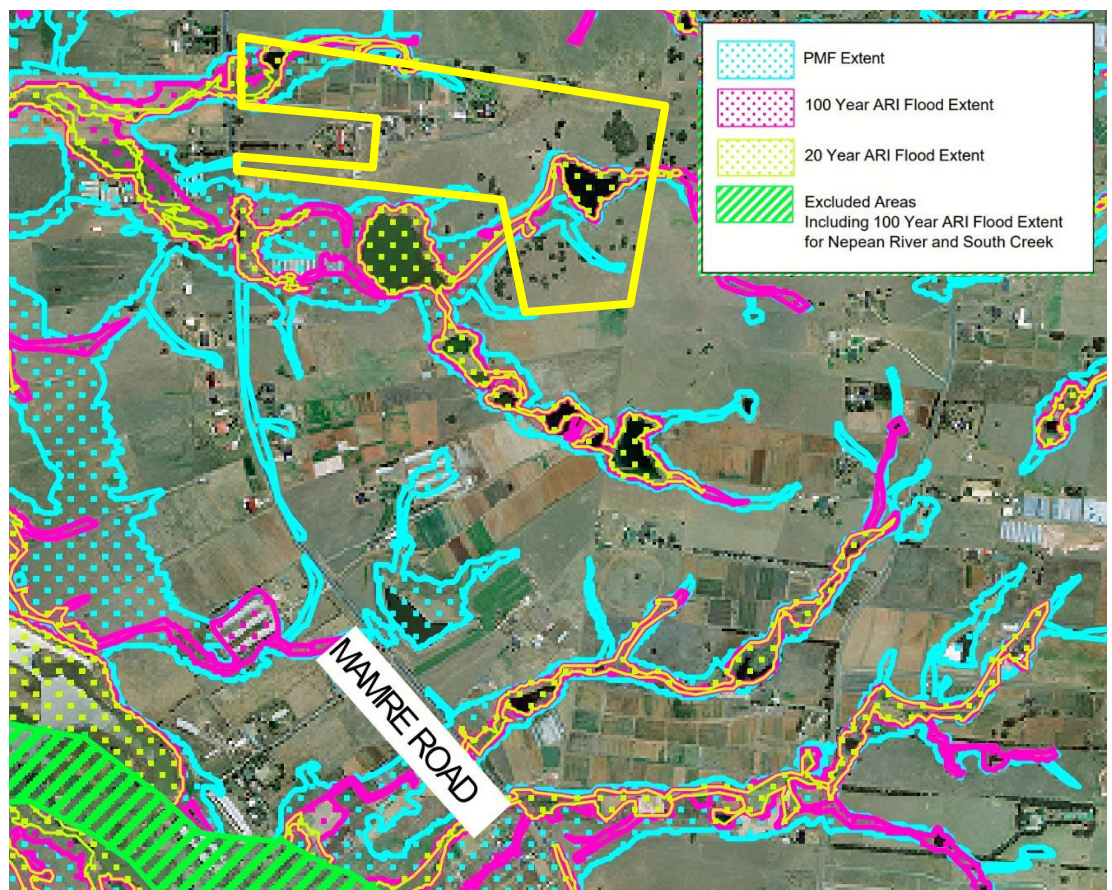 PMF Extent
100 Year ARI Flood Extent
20 Year ARI Flood Extent
Excluded Areas
Including 100 Year ARI Flood Extent
for Nepean River and South Creek
MAMRE ROAD